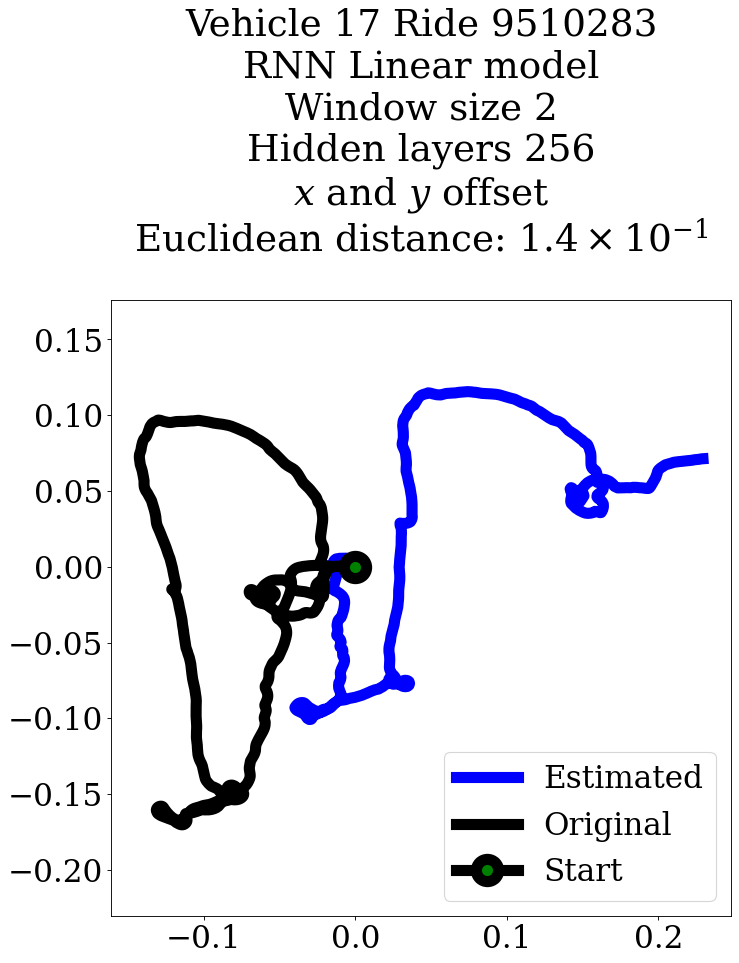 Vehicle 17 Ride 9510283
RNN Linear model
Window size 2
Hidden layers 256
x and y offset
Euclidean distance: 1.4 × 10⁻¹
0.15
0.10
0.05
0.00
−0.05
−0.10
−0.15
−0.20
−0.1
0.0
0.1
0.2
Estimated
Original
Start